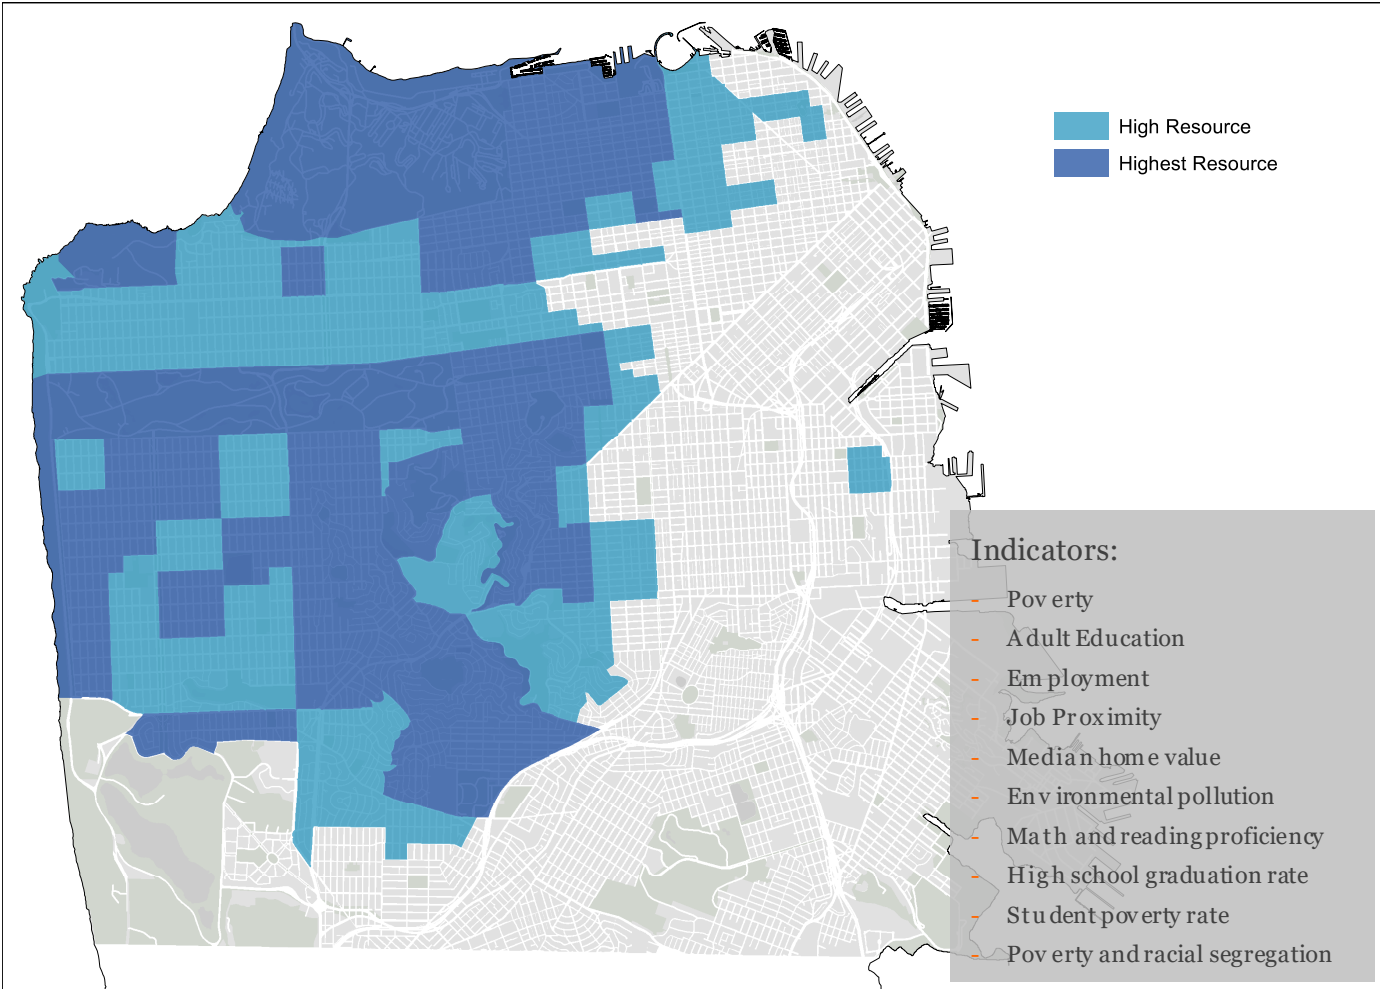 High Resource
Highest Resource
Indicators:
- Poverty
- Adult Education
- Employment
- Job Proximity
- Median home value
- Environmental pollution
- Math and reading proficiency
- High school graduation rate
- Student poverty rate
- Poverty and racial segregation